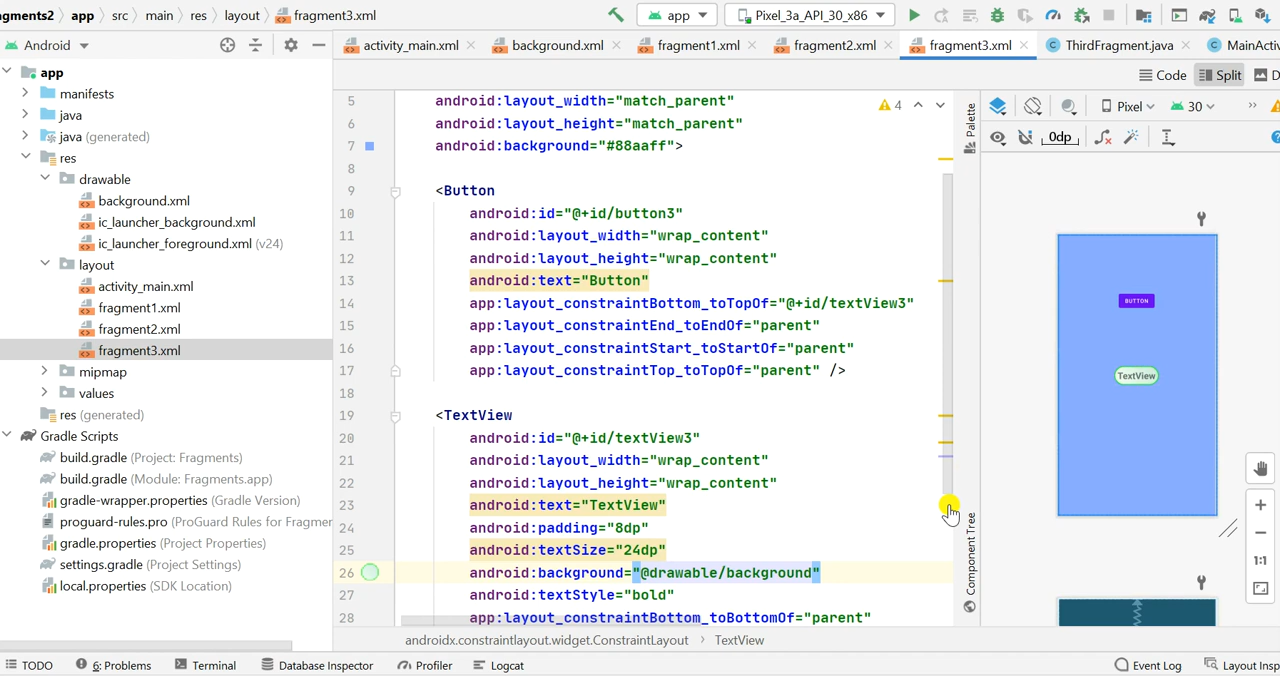 agments2 > app > src > main > res > layout > fragment3.xml
app
Pixel_3a_API_30_x86
Android
activity_main.xml
background.xml
fragment1.xml
fragment2.xml
fragment3.xml
ThirdFragment.java
MainActiv
Code
Split
D
app
manifests
java
java (generated)
res
drawable
background.xml
ic_launcher_background.xml
ic_launcher_foreground.xml (v24)
layout
activity_main.xml
fragment1.xml
fragment2.xml
fragment3.xml
mipmap
values
res (generated)
Gradle Scripts
build.gradle (Project: Fragments)
build.gradle (Module: Fragments.app)
gradle-wrapper.properties (Gradle Version)
proguard-rules.pro (ProGuard Rules for Fragmer
gradle.properties (Project Properties)
settings.gradle (Project Settings)
local.properties (SDK Location)
4
5 android:layout_width="match_parent"
6 android:layout_height="match_parent"
7 android:background="#88aaff">
8
9 <Button
10 android:id="@+id/button3"
11 android:layout_width="wrap_content"
12 android:layout_height="wrap_content"
13 android:text="Button"
14 app:layout_constraintBottom_toTopOf="@+id/textView3"
15 app:layout_constraintEnd_toEndOf="parent"
16 app:layout_constraintStart_toStartOf="parent"
17 app:layout_constraintTop_toTopOf="parent" />
18
19 <TextView
20 android:id="@+id/textView3"
21 android:layout_width="wrap_content"
22 android:layout_height="wrap_content"
23 android:text="TextView"
24 android:padding="8dp"
25 android:textSize="24dp"
26 android:background="@drawable/background"
27 android:textStyle="bold"
28 app:layout_constraintBottom_toBottomOf="parent"
androidx.constraintlayout.widget.ConstraintLayout > TextView
Palette
Component Tree
Pixel
30
0dp
BUTTON
TextView
1:1
TODO
6: Problems
Terminal
Database Inspector
Profiler
Logcat
Event Log
Layout Insp